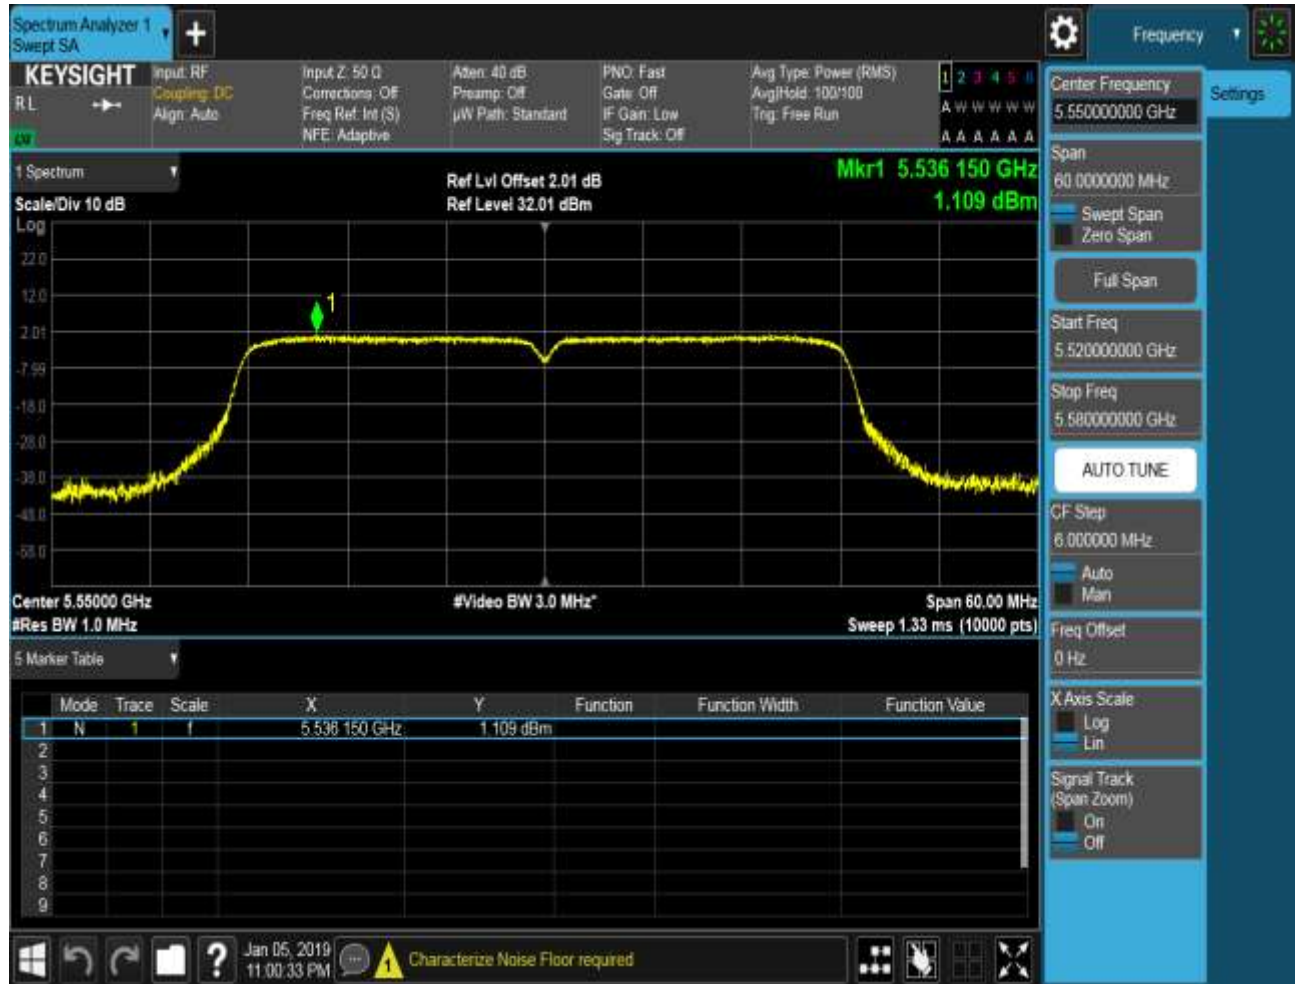 Spectrum Analyzer 1
Swept SA
Frequency
KEYSIGHT
R L
Input: RF
Coupling: DC
Align: Auto
Input Z: 50 Ω
Corrections: Off
Freq Ref: Int (S)
NFE: Adaptive
Atten: 40 dB
Preamp: Off
µW Path: Standard
PNO: Fast
Gate: Off
IF Gain: Low
Sig Track: Off
Avg Type: Power (RMS)
Avg|Hold: 100/100
Trig: Free Run
1 2 3 4 5 6
A W W W W W
A A A A A A
1 Spectrum
Scale/Div 10 dB
Ref Lvl Offset 2.01 dB
Ref Level 32.01 dBm
Mkr1 5.536 150 GHz
1.109 dBm
Log
22.0
12.0
2.01
-7.99
-18.0
-28.0
-38.0
-48.0
-58.0
1
Center 5.55000 GHz
#Res BW 1.0 MHz
#Video BW 3.0 MHz*
Span 60.00 MHz
Sweep 1.33 ms (10000 pts)
5 Marker Table
Mode Trace Scale X Y Function Function Width Function Value
1 N 1 f 5.536 150 GHz 1.109 dBm
2
3
4
5
6
7
8
9
Jan 05, 2019
11:00:33 PM
Characterize Noise Floor required
Center Frequency
5.550000000 GHz
Settings
Span
60.0000000 MHz
Swept Span
Zero Span
Full Span
Start Freq
5.520000000 GHz
Stop Freq
5.580000000 GHz
AUTO TUNE
CF Step
6.000000 MHz
Auto
Man
Freq Offset
0 Hz
X Axis Scale
Log
Lin
Signal Track
(Span Zoom)
On
Off